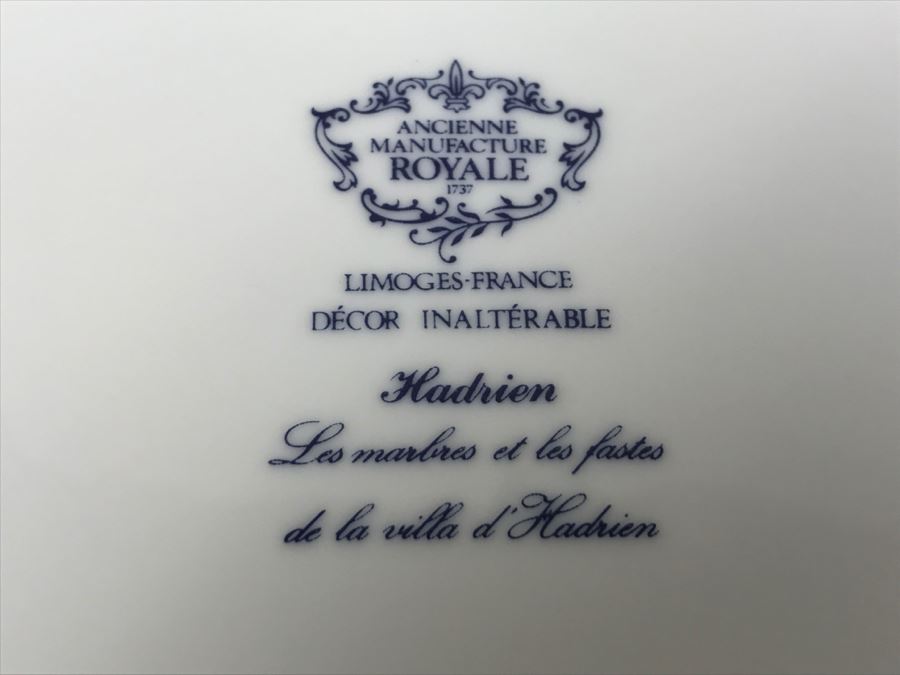 ANCIENNE
MANUFACTURE
ROYALE
1737
LIMOGES-FRANCE
DÉCOR INALTÉRABLE
Hadrien
Les marbres et les fastes
de la villa d'Hadrien